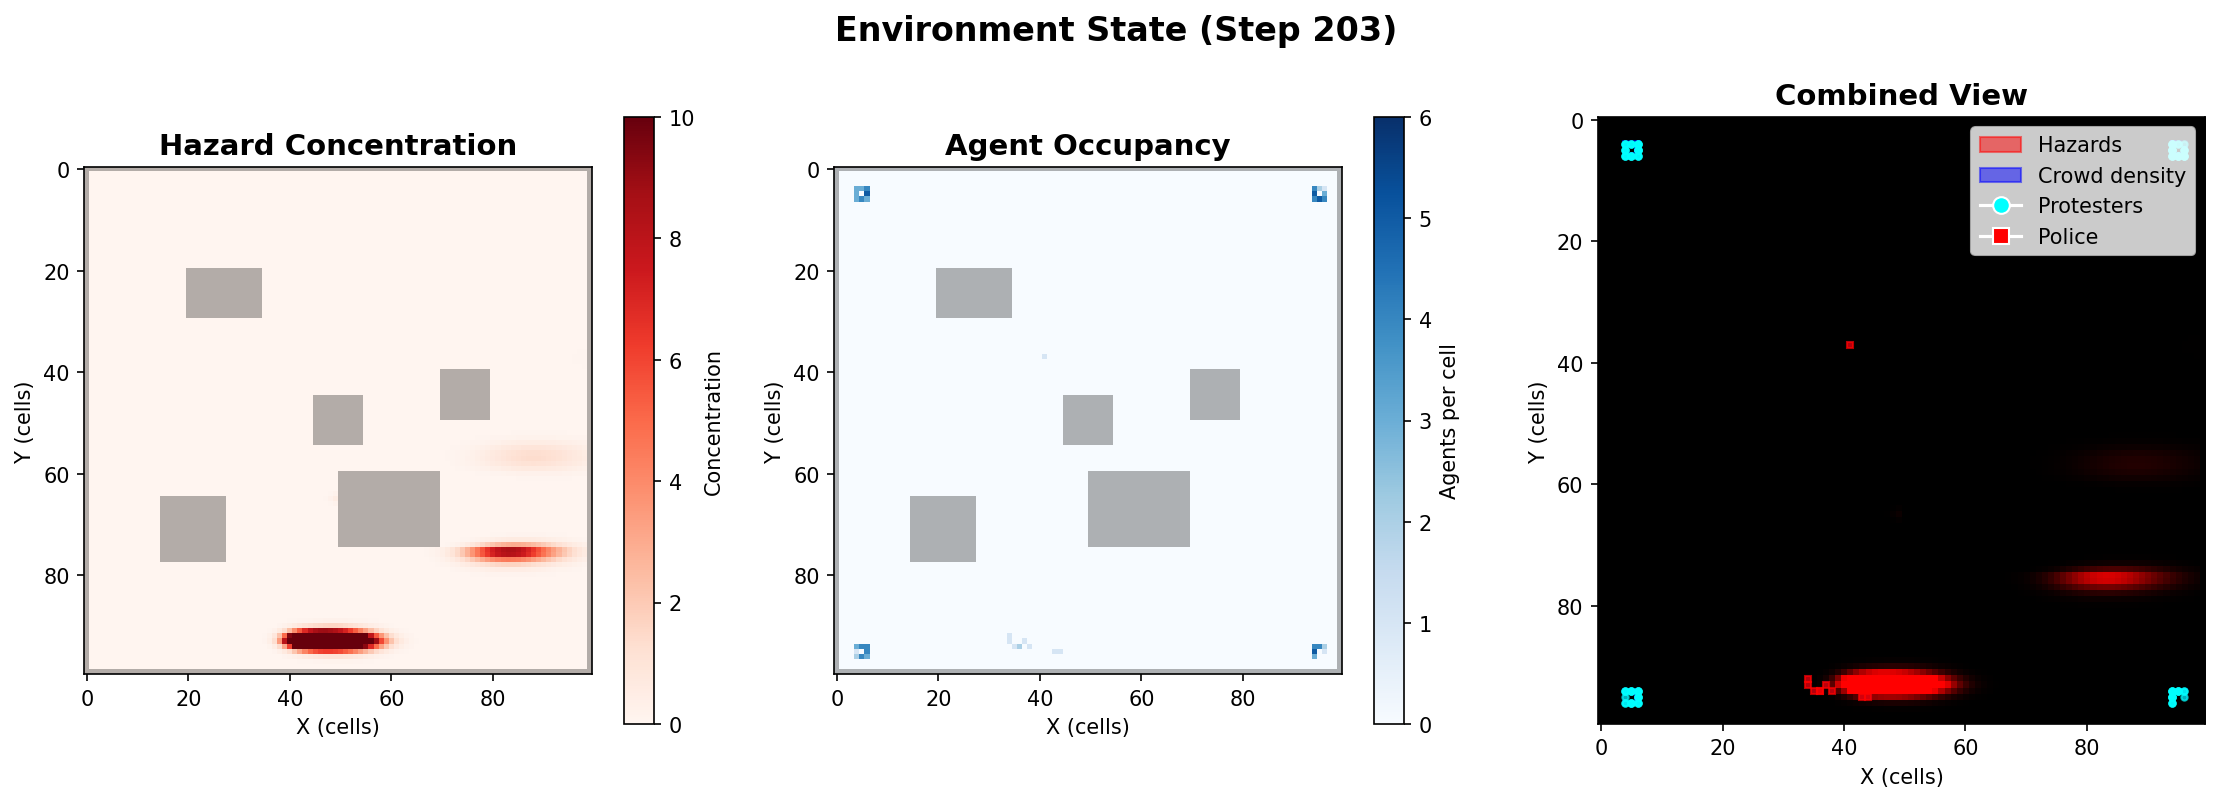 Environment State (Step 203)
Hazard Concentration
0
20
40
60
80
Y (cells)
0
20
40
60
80
X (cells)
10
8
6
4
2
0
Concentration
Agent Occupancy
0
20
40
60
80
Y (cells)
0
20
40
60
80
X (cells)
6
5
4
3
2
1
0
Agents per cell
Combined View
0
20
40
60
80
Y (cells)
0
20
40
60
80
X (cells)
Hazards
Crowd density
Protesters
Police